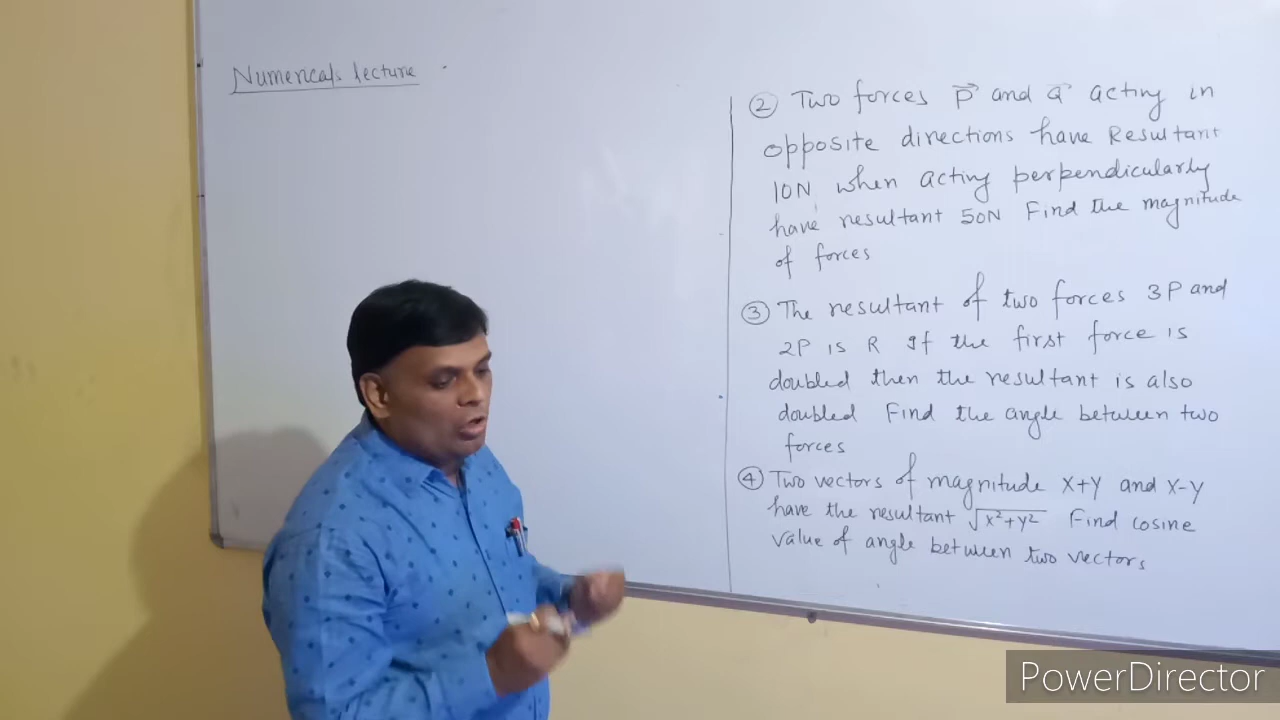 Numericals lecture
② Two forces P⃗ and Q⃗ acting in
opposite directions have Resultant
10N, when acting perpendicularly
have resultant 50N Find the magnitude
of forces
③ The resultant of two forces 3P and
2P is R If the first force is
doubled then the resultant is also
doubled Find the angle between two
forces
④ Two vectors of magnitude x+y and x-y
have the resultant √x²+y² Find cosine
value of angle between two vectors
PowerDirector